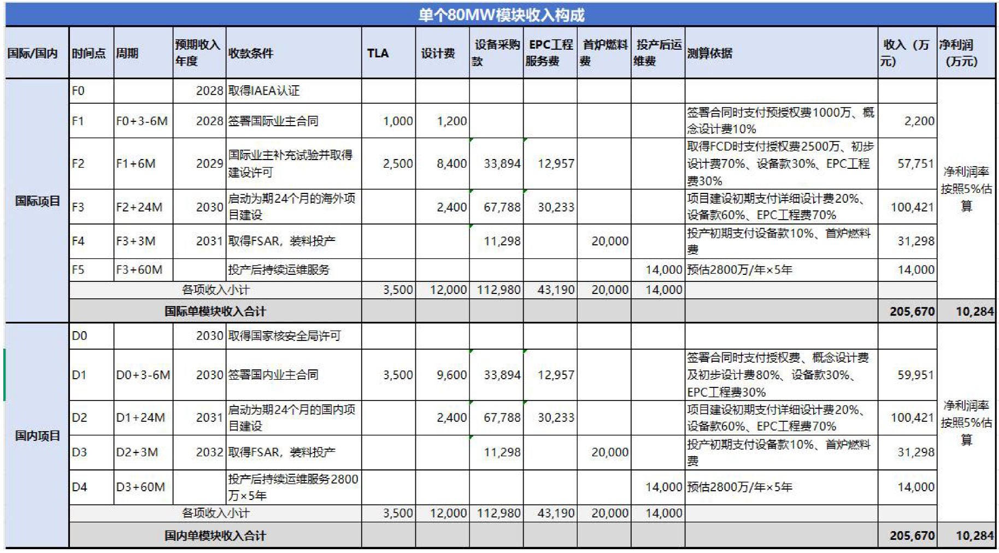 单个80MW模块收入构成
国际/国内 时间点 周期 预期收入年度 收款条件 TLA 设计费 设备采购款 EPC工程服务费 首炉燃料费 投产后运维费 测算依据 收入（万元） 净利润（万元）
国际项目
F0 2028 取得IAEA认证
F1 F0+3-6M 2028 签署国际业主合同 1,000 1,200 签署合同时支付预授权费1000万、概念设计费10% 2,200
F2 F1+6M 2029 国际业主补充试验并取得建设许可 2,500 8,400 33,894 12,957 取得FCD时支付授权费2500万、初步设计费70%、设备款30%、EPC工程费30% 57,751
F3 F2+24M 2030 启动为期24个月的海外项目建设 2,400 67,788 30,233 项目建设初期支付详细设计费20%、设备款60%、EPC工程费70% 100,421
F4 F3+3M 2031 取得FSAR，装料投产 11,298 20,000 投产初期支付设备款10%、首炉燃料费 31,298
F5 F3+60M 投产后持续运维服务 14,000 预估2800万/年×5年 14,000
净利润率按照5%估算
各项收入小计 3,500 12,000 112,980 43,190 20,000 14,000
国际单模块收入合计 205,670 10,284
国内项目
D0 2030 取得国家核安全局许可
D1 D0+3-6M 2030 签署国内业主合同 3,500 9,600 33,894 12,957 签署合同时支付授权费、概念设计费及初步设计费80%、设备款30%、EPC工程费30% 59,951
D2 D1+24M 2031 启动为期24个月的国内项目建设 2,400 67,788 30,233 项目建设初期支付详细设计费20%、设备款60%、EPC工程费70% 100,421
D3 D2+3M 2032 取得FSAR，装料投产 11,298 20,000 投产初期支付设备款10%、首炉燃料费 31,298
D4 D3+60M 投产后持续运维服务2800万×5年 14,000 预估2800万/年×5年 14,000
净利润率按照5%估算
各项收入小计 3,500 12,000 112,980 43,190 20,000 14,000
国内单模块收入合计 205,670 10,284